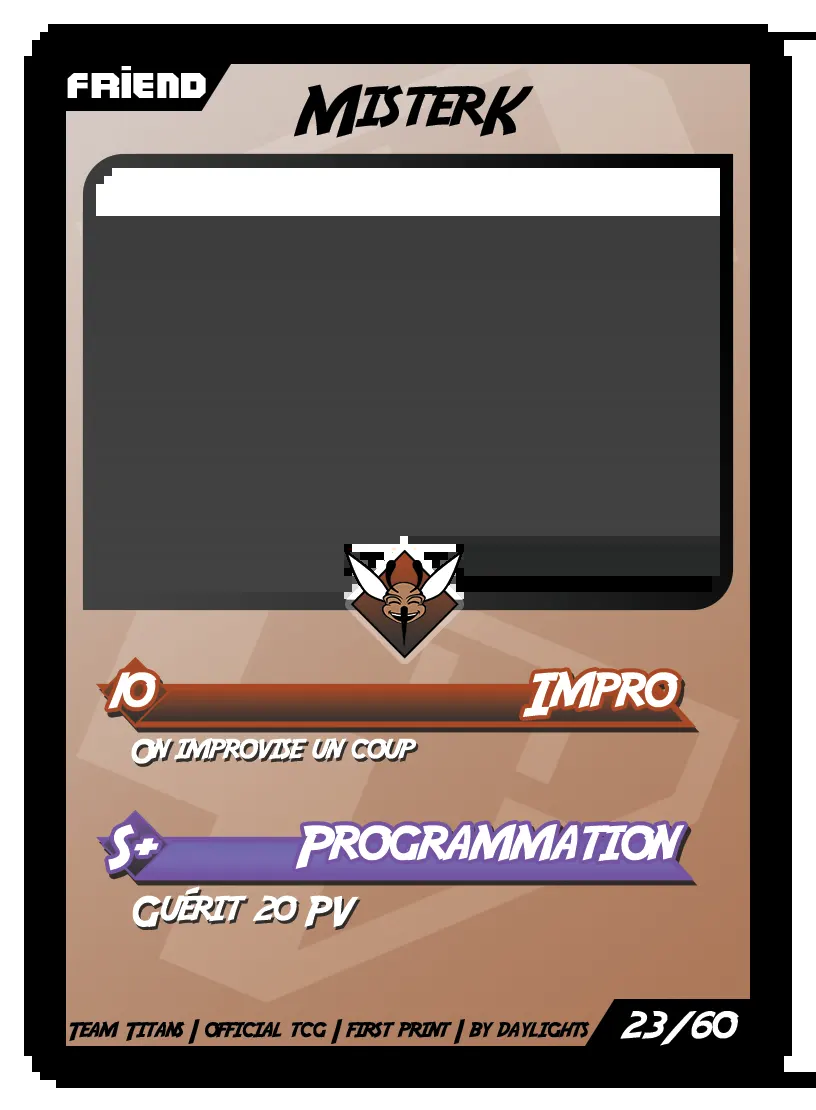 FRIEND
MISTERK
10 IMPRO
ON IMPROVISE UN COUP
S+ PROGRAMMATION
GUÉRIT 20 PV
TEAM TITANS | OFFICIAL TCG | FIRST PRINT | BY DAYLIGHTS
23/60